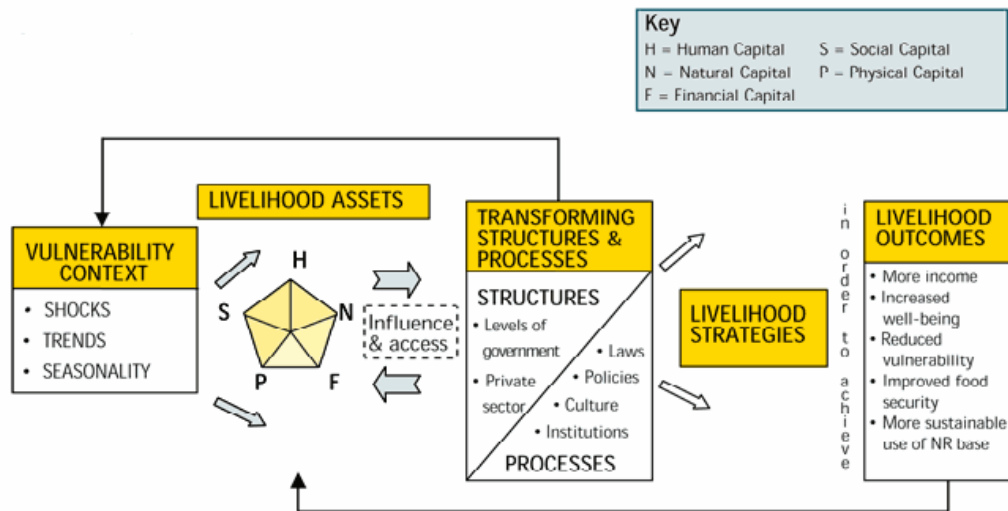 Key
H = Human Capital S = Social Capital
N = Natural Capital P = Physical Capital
F = Financial Capital
LIVELIHOOD ASSETS
VULNERABILITY
CONTEXT
• SHOCKS
• TRENDS
• SEASONALITY
H
S
N
P
F
Influence
& access
TRANSFORMING
STRUCTURES &
PROCESSES
STRUCTURES
• Levels of
government
• Private
sector
• Laws
• Policies
• Culture
• Institutions
PROCESSES
LIVELIHOOD
STRATEGIES
in order to achieve
LIVELIHOOD
OUTCOMES
• More income
• Increased
well-being
• Reduced
vulnerability
• Improved food
security
• More sustainable
use of NR base